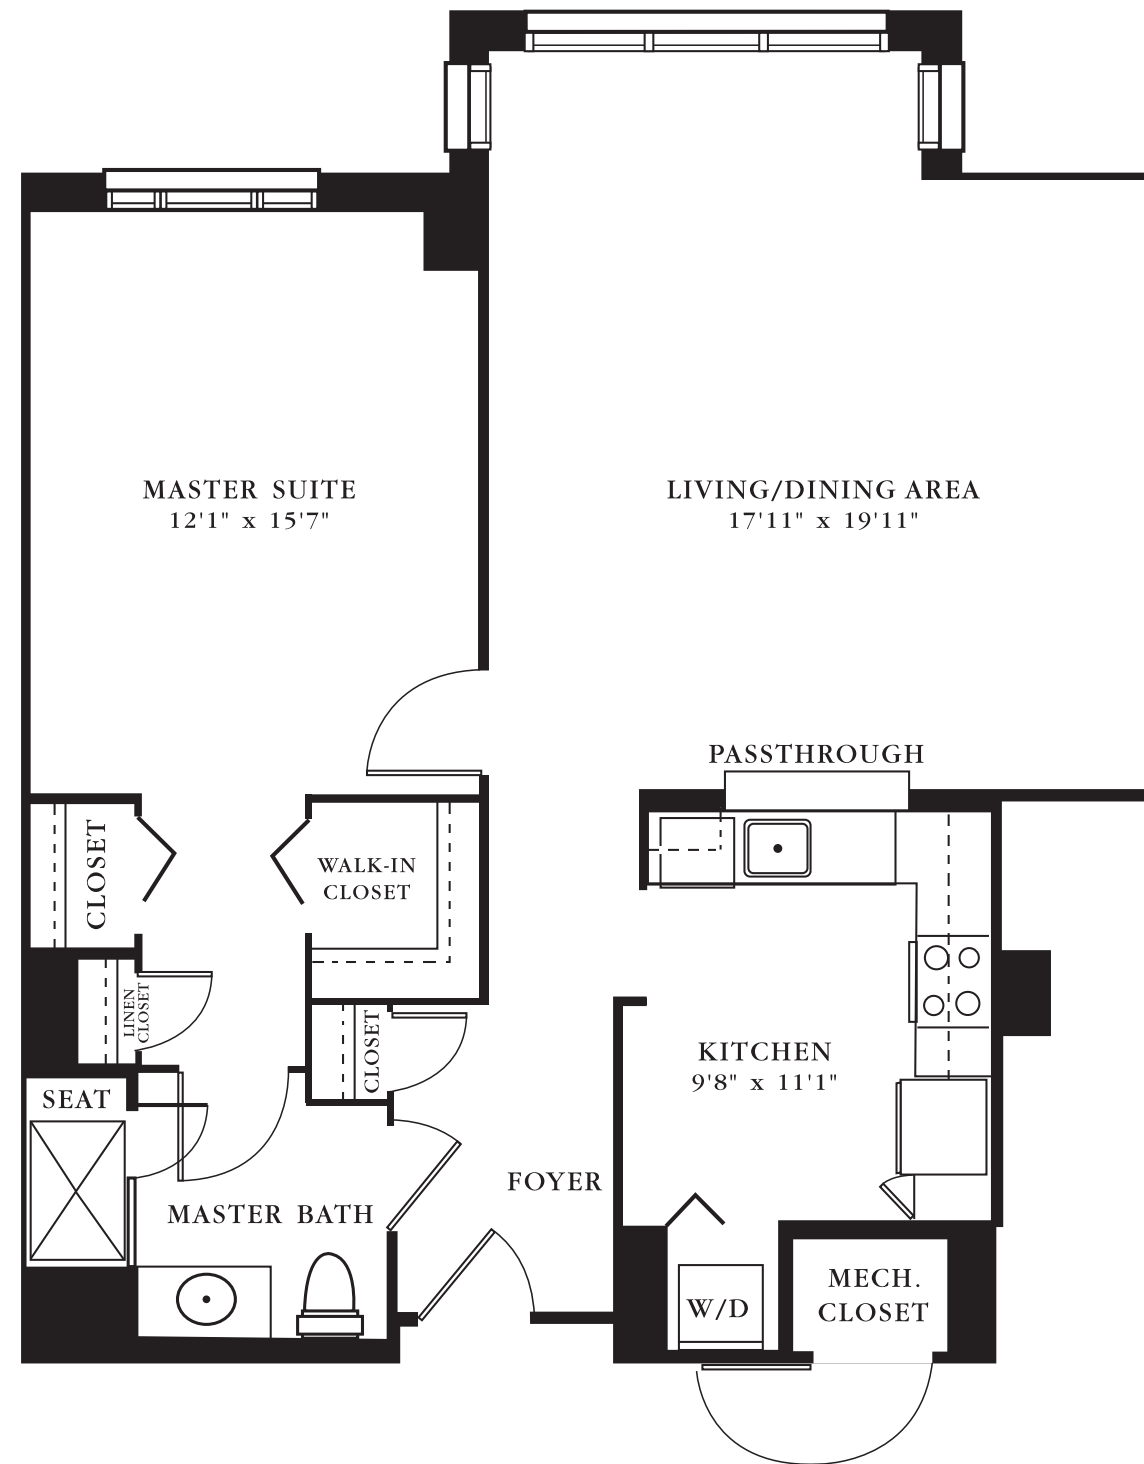 MASTER SUITE
12'1" x 15'7"
LIVING/DINING AREA
17'11" x 19'11"
PASSTHROUGH
CLOSET
WALK-IN
CLOSET
LINEN
CLOSET
CLOSET
KITCHEN
9'8" x 11'1"
SEAT
FOYER
MASTER BATH
W/D
MECH.
CLOSET